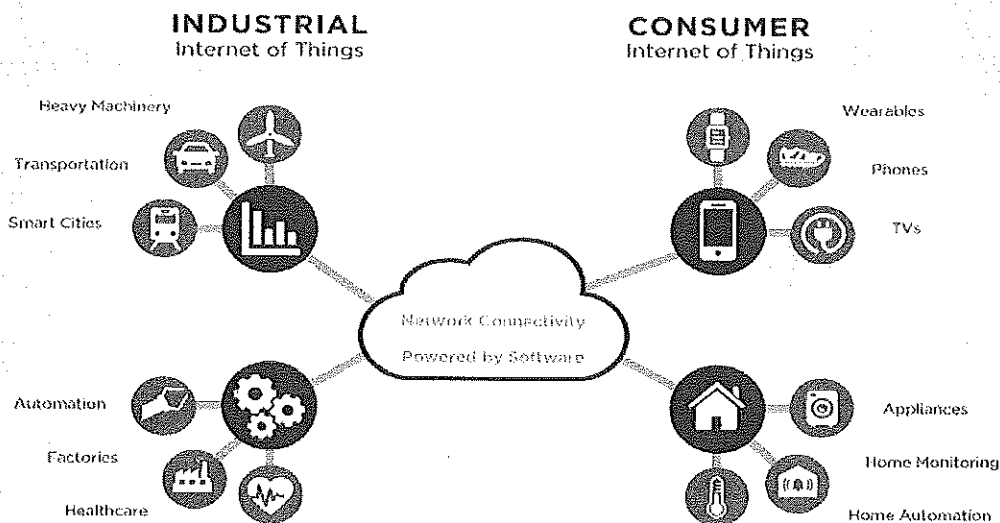 INDUSTRIAL
Internet of Things
Heavy Machinery
Transportation
Smart Cities
Automation
Factories
Healthcare
Network Connectivity
Powered by Software
CONSUMER
Internet of Things
Wearables
Phones
TVs
Appliances
Home Monitoring
Home Automation